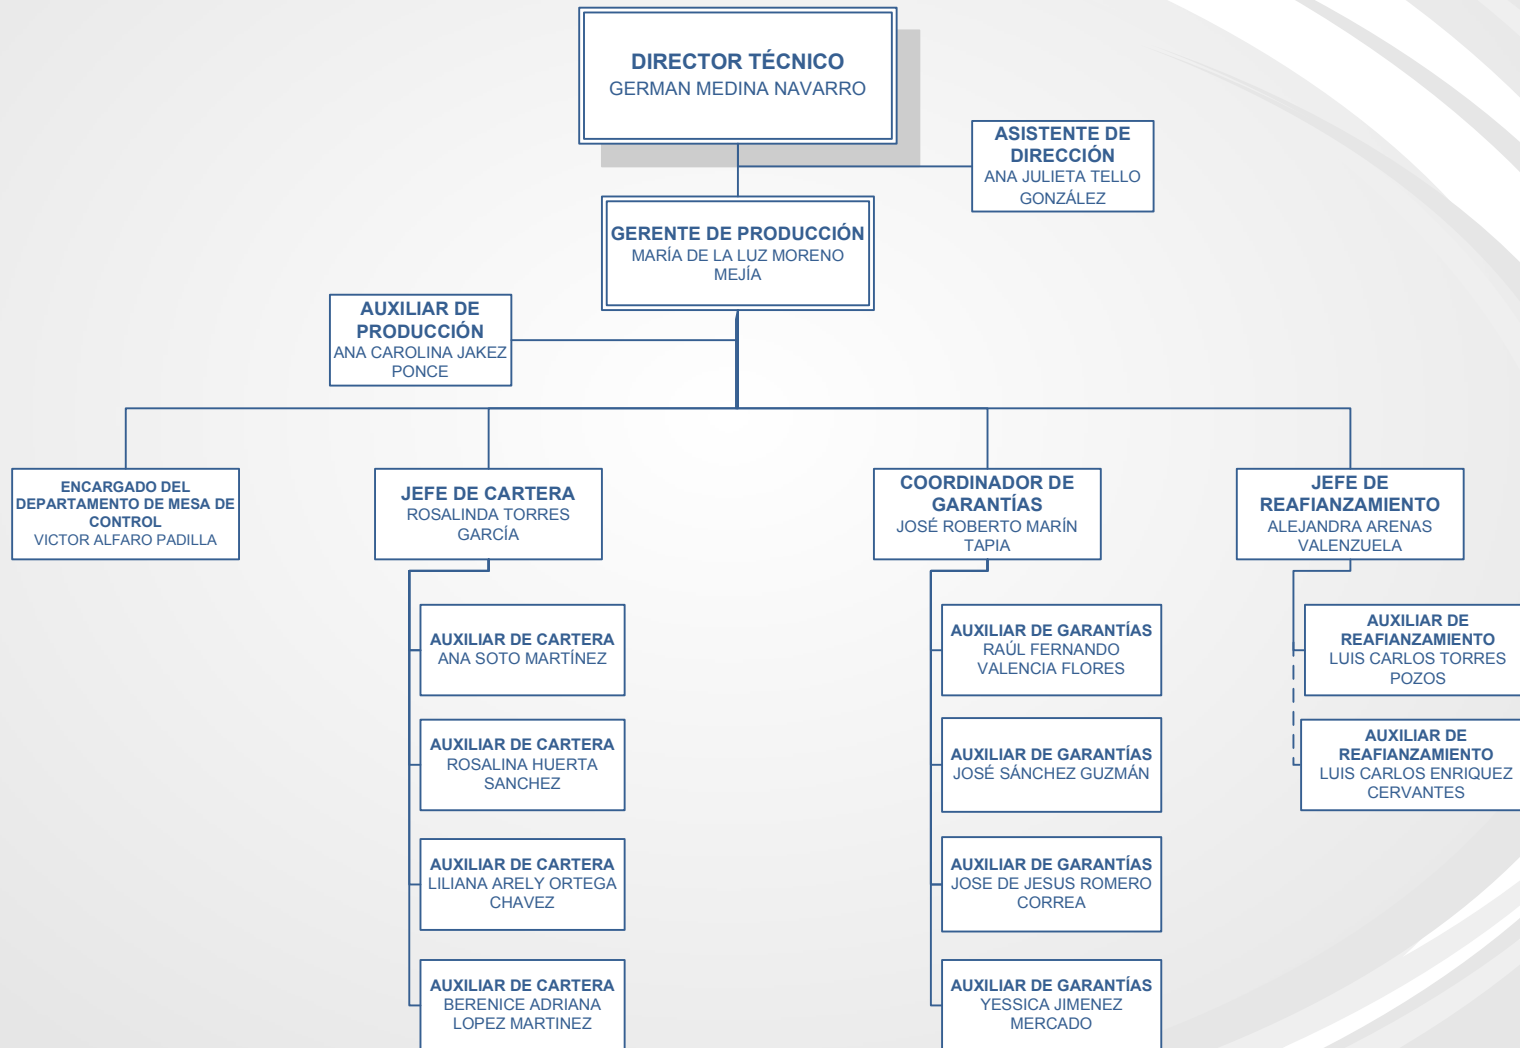 DIRECTOR TÉCNICO
GERMAN MEDINA NAVARRO
ASISTENTE DE
DIRECCIÓN
ANA JULIETA TELLO
GONZÁLEZ
GERENTE DE PRODUCCIÓN
MARÍA DE LA LUZ MORENO
MEJÍA
AUXILIAR DE
PRODUCCIÓN
ANA CAROLINA JAKEZ
PONCE
ENCARGADO DEL
DEPARTAMENTO DE MESA DE
CONTROL
VICTOR ALFARO PADILLA
JEFE DE CARTERA
ROSALINDA TORRES
GARCÍA
COORDINADOR DE
GARANTÍAS
JOSÉ ROBERTO MARÍN
TAPIA
JEFE DE
REAFIANZAMIENTO
ALEJANDRA ARENAS
VALENZUELA
AUXILIAR DE CARTERA
ANA SOTO MARTÍNEZ
AUXILIAR DE CARTERA
ROSALINA HUERTA
SANCHEZ
AUXILIAR DE CARTERA
LILIANA ARELY ORTEGA
CHAVEZ
AUXILIAR DE CARTERA
BERENICE ADRIANA
LOPEZ MARTINEZ
AUXILIAR DE GARANTÍAS
RAÚL FERNANDO
VALENCIA FLORES
AUXILIAR DE GARANTÍAS
JOSÉ SÁNCHEZ GUZMÁN
AUXILIAR DE GARANTÍAS
JOSE DE JESUS ROMERO
CORREA
AUXILIAR DE GARANTÍAS
YESSICA JIMENEZ
MERCADO
AUXILIAR DE
REAFIANZAMIENTO
LUIS CARLOS TORRES
POZOS
AUXILIAR DE
REAFIANZAMIENTO
LUIS CARLOS ENRIQUEZ
CERVANTES